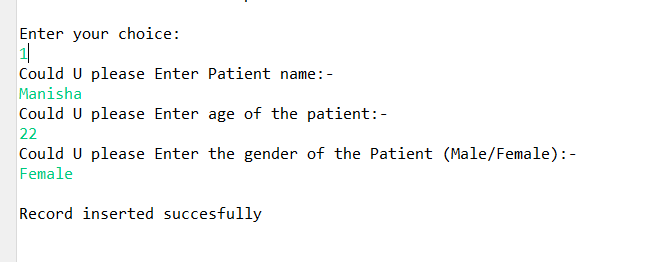 Enter your choice:
1
Could U please Enter Patient name:-
Manisha
Could U please Enter age of the patient:-
22
Could U please Enter the gender of the Patient (Male/Female):-
Female
Record inserted succesfully